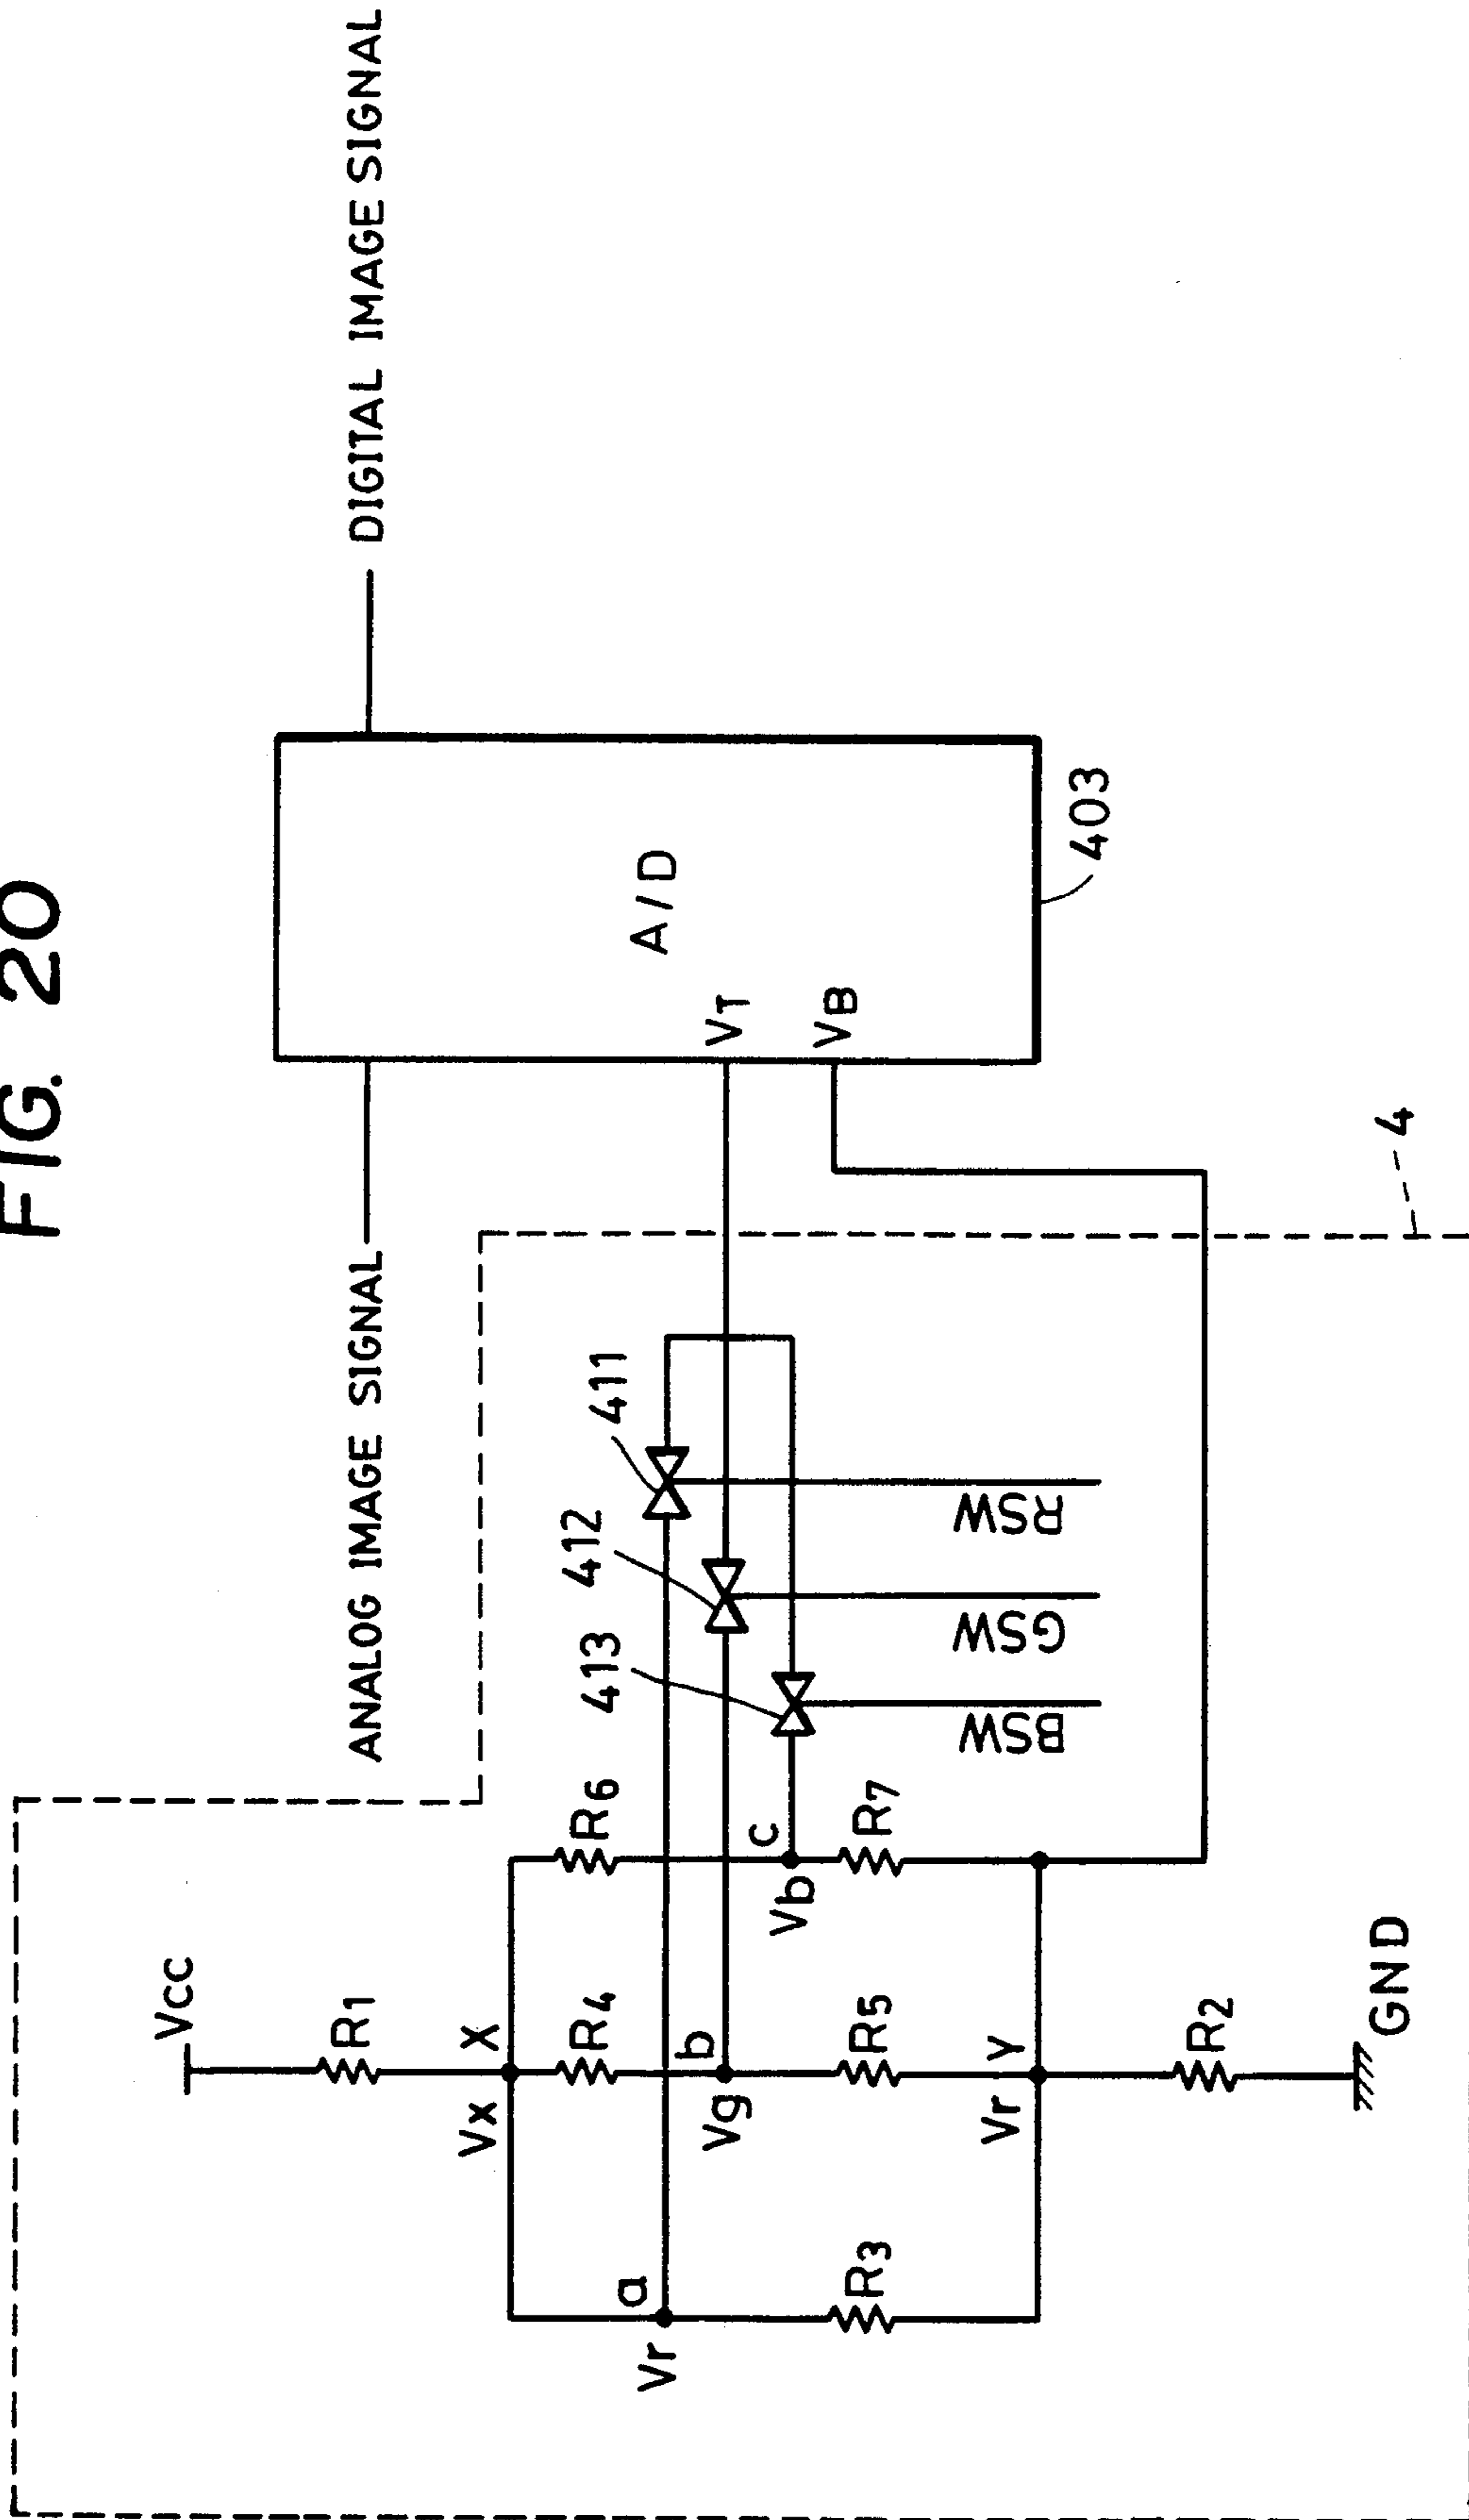 FIG. 20
ANALOG IMAGE SIGNAL
DIGITAL IMAGE SIGNAL
A/D
VT
VB
403
4
Vcc
R1
X
Vx
R4
R6
a
Vr
b
Vg
c
Vb
R3
R5
R7
Y
Vr
R2
GND
411
412
413
RSW
GSW
BSW